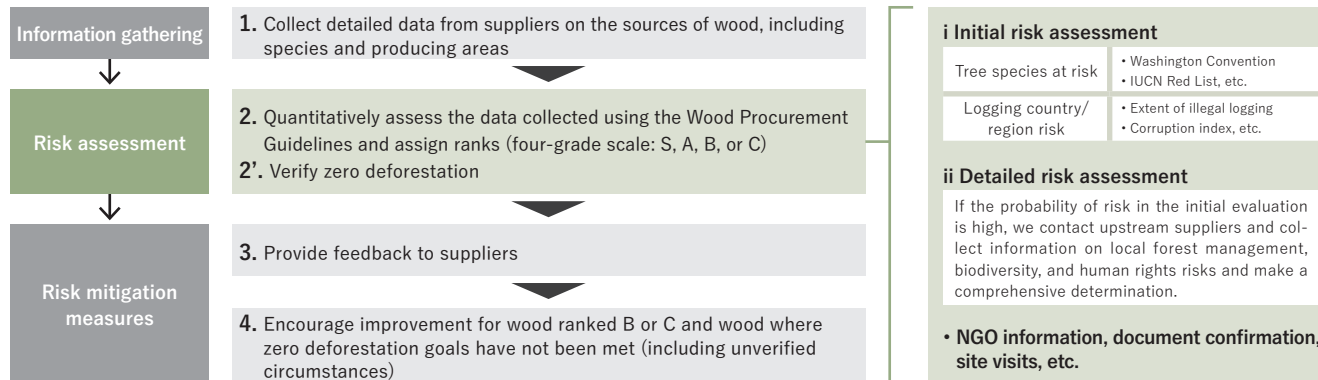 Information gathering
1. Collect detailed data from suppliers on the sources of wood, including
species and producing areas
Risk assessment
2. Quantitatively assess the data collected using the Wood Procurement
Guidelines and assign ranks (four-grade scale: S, A, B, or C)
2'. Verify zero deforestation
Risk mitigation
measures
3. Provide feedback to suppliers
4. Encourage improvement for wood ranked B or C and wood where
zero deforestation goals have not been met (including unverified
circumstances)
i Initial risk assessment
Tree species at risk
• Washington Convention
• IUCN Red List, etc.
Logging country/
region risk
• Extent of illegal logging
• Corruption index, etc.
ii Detailed risk assessment
If the probability of risk in the initial evaluation
is high, we contact upstream suppliers and col-
lect information on local forest management,
biodiversity, and human rights risks and make a
comprehensive determination.
• NGO information, document confirmation,
site visits, etc.